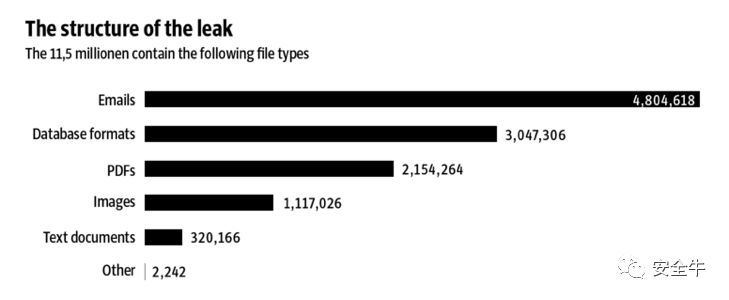 The structure of the leak
The 11,5 millionen contain the following file types
Emails 4,804,618
Database formats 3,047,306
PDFs 2,154,264
Images 1,117,026
Text documents 320,166
Other 2,242
安全牛